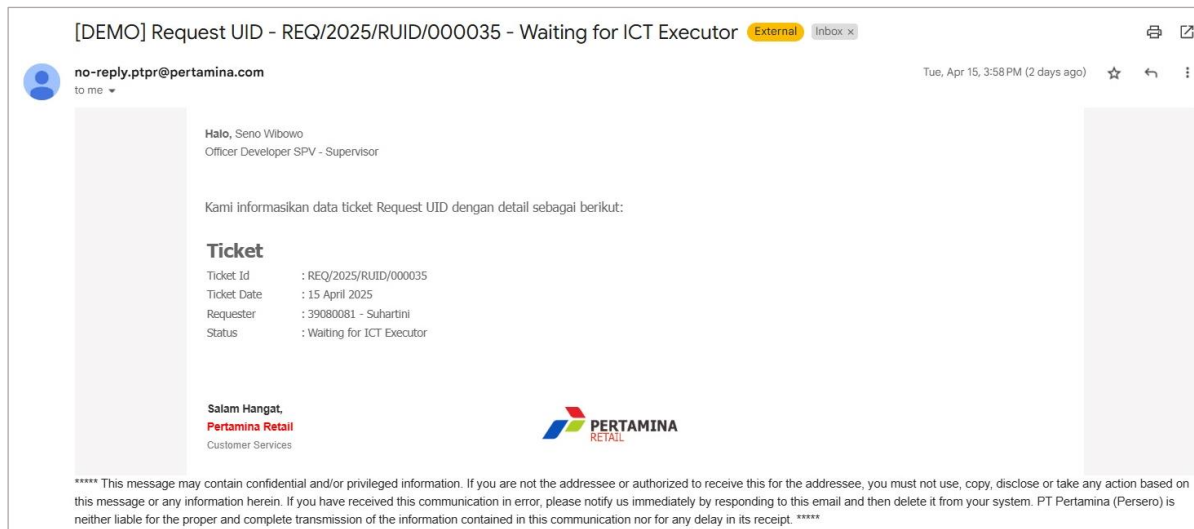 [DEMO] Request UID - REQ/2025/RUID/000035 - Waiting for ICT Executor External Inbox ×
no-reply.ptpr@pertamina.com Tue, Apr 15, 3:58 PM (2 days ago)
to me
Halo, Seno Wibowo
Officer Developer SPV - Supervisor
Kami informasikan data ticket Request UID dengan detail sebagai berikut:
Ticket
Ticket Id : REQ/2025/RUID/000035
Ticket Date : 15 April 2025
Requester : 39080081 - Suhartini
Status : Waiting for ICT Executor
Salam Hangat,
Pertamina Retail
Customer Services
PERTAMINA
RETAIL
***** This message may contain confidential and/or privileged information. If you are not the addressee or authorized to receive this for the addressee, you must not use, copy, disclose or take any action based on
this message or any information herein. If you have received this communication in error, please notify us immediately by responding to this email and then delete it from your system. PT Pertamina (Persero) is
neither liable for the proper and complete transmission of the information contained in this communication nor for any delay in its receipt. *****